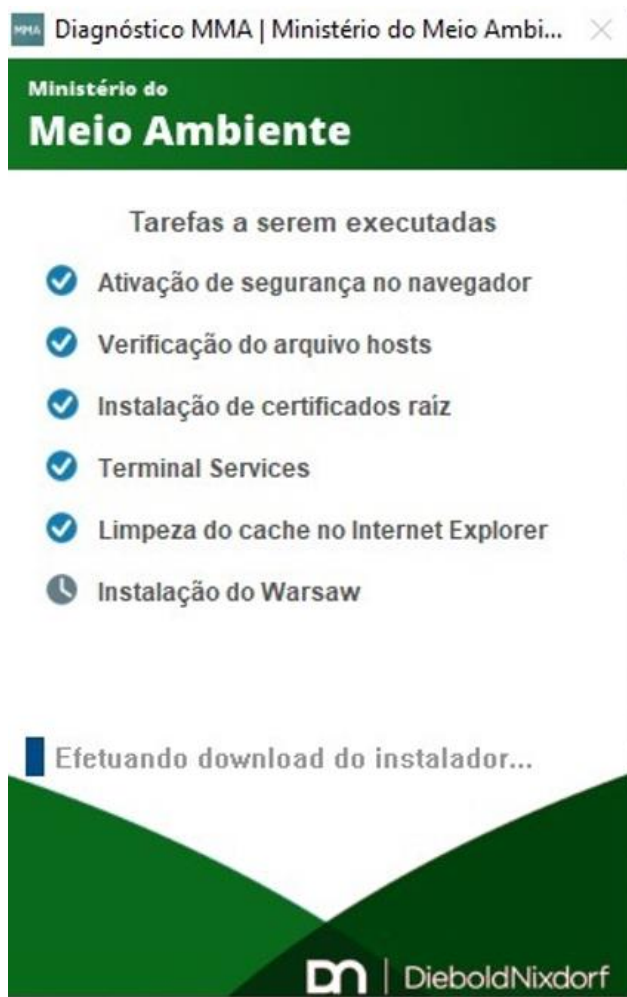 MMA Diagnóstico MMA | Ministério do Meio Ambi...
Ministério do
Meio Ambiente
Tarefas a serem executadas
Ativação de segurança no navegador
Verificação do arquivo hosts
Instalação de certificados raíz
Terminal Services
Limpeza do cache no Internet Explorer
Instalação do Warsaw
Efetuando download do instalador...
DN | DieboldNixdorf